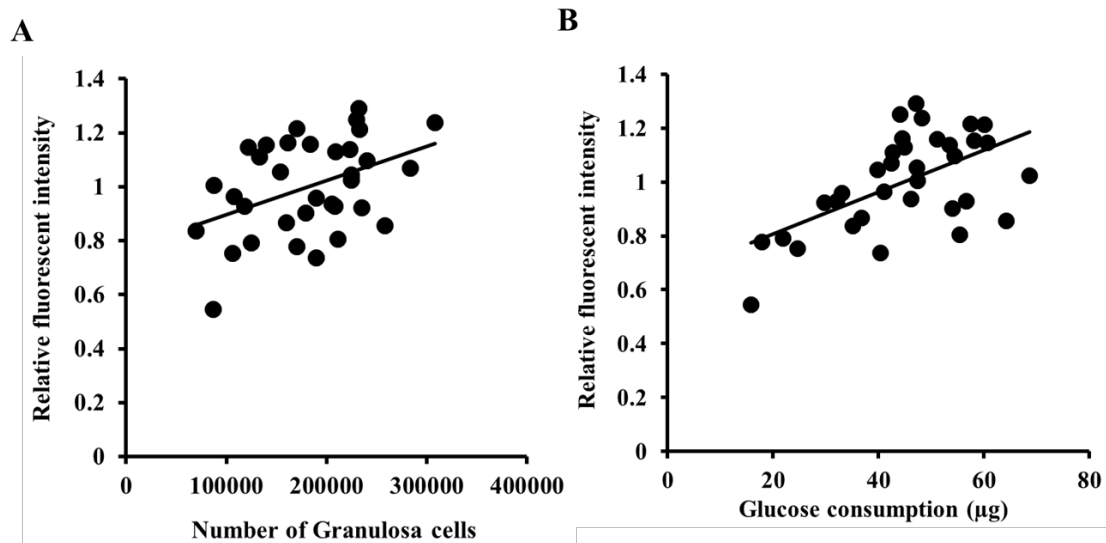 A
Relative fluorescent intensity
1.4
1.2
1
0.8
0.6
0.4
0.2
0
0 100000 200000 300000 400000
Number of Granulosa cells
B
Relative fluorescent intensity
1.4
1.2
1
0.8
0.6
0.4
0.2
0
0 20 40 60 80
Glucose consumption (μg)